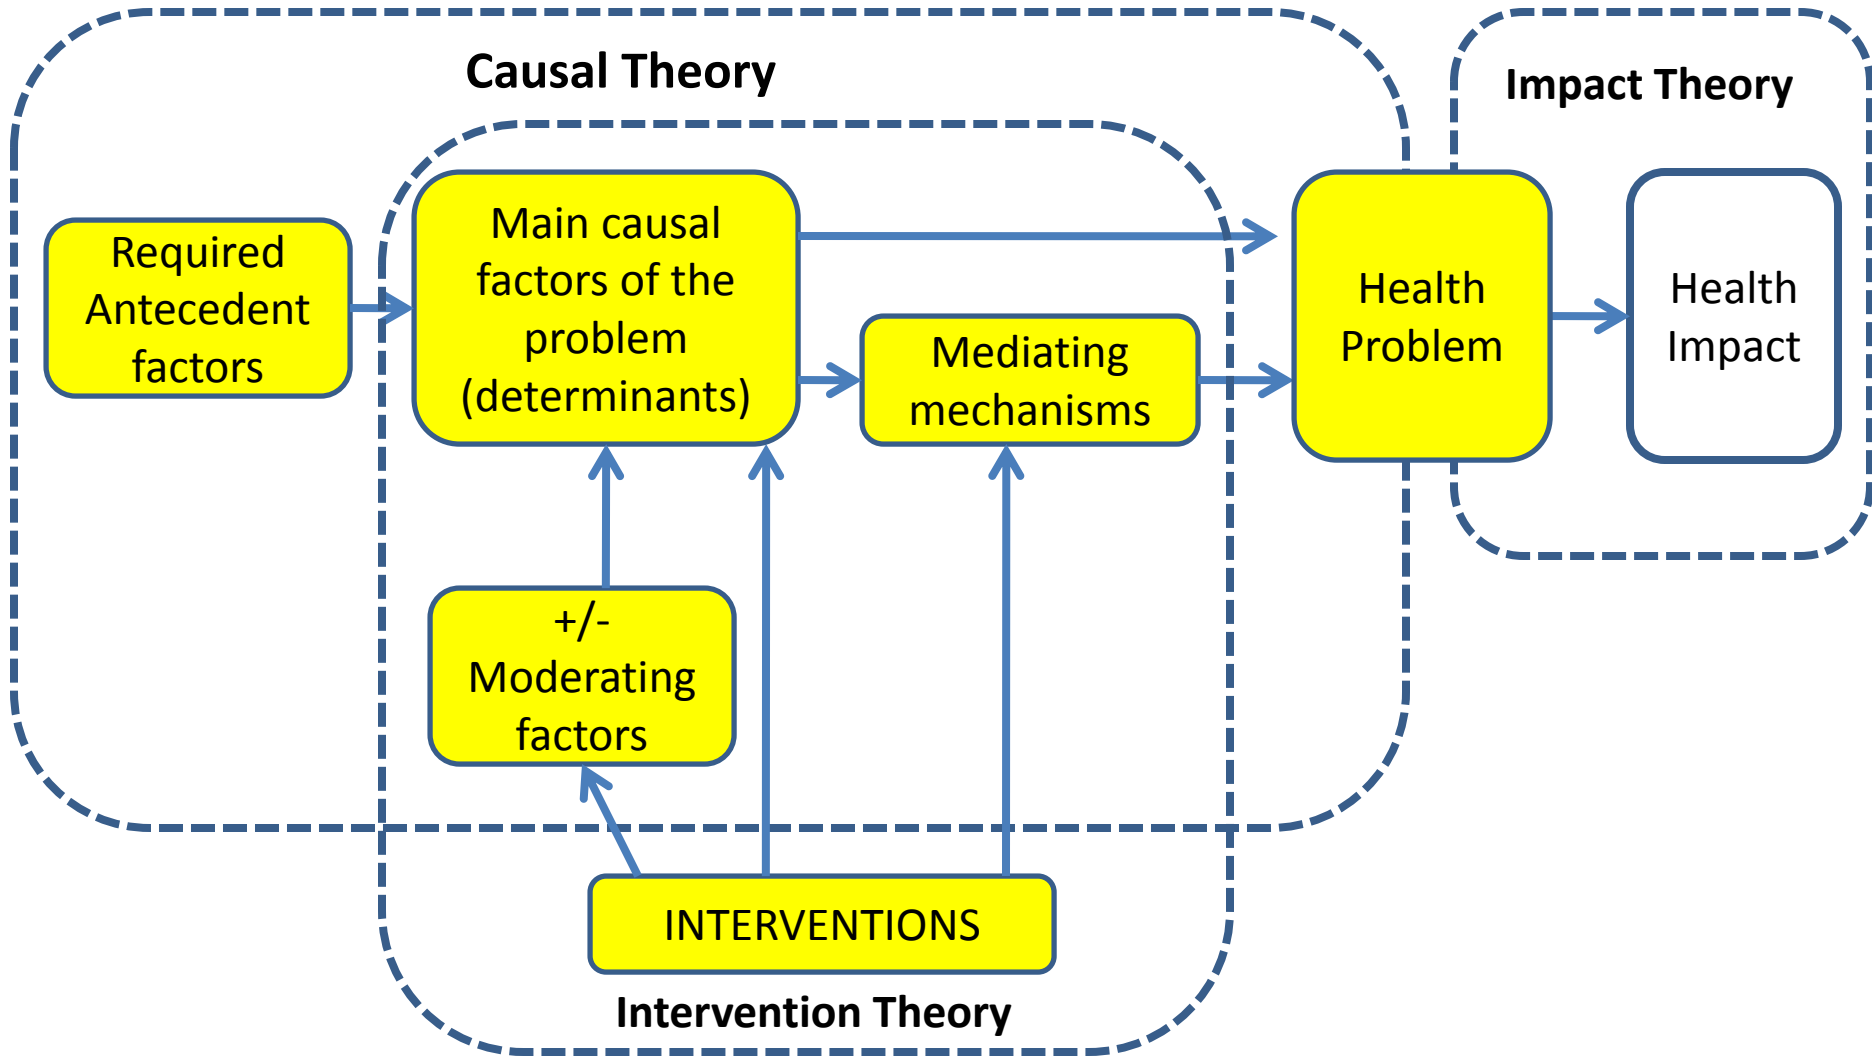 Causal Theory
Impact Theory
Required
Antecedent
factors
Main causal
factors of the
problem
(determinants)
Mediating
mechanisms
Health
Problem
Health
Impact
+/-
Moderating
factors
INTERVENTIONS
Intervention Theory